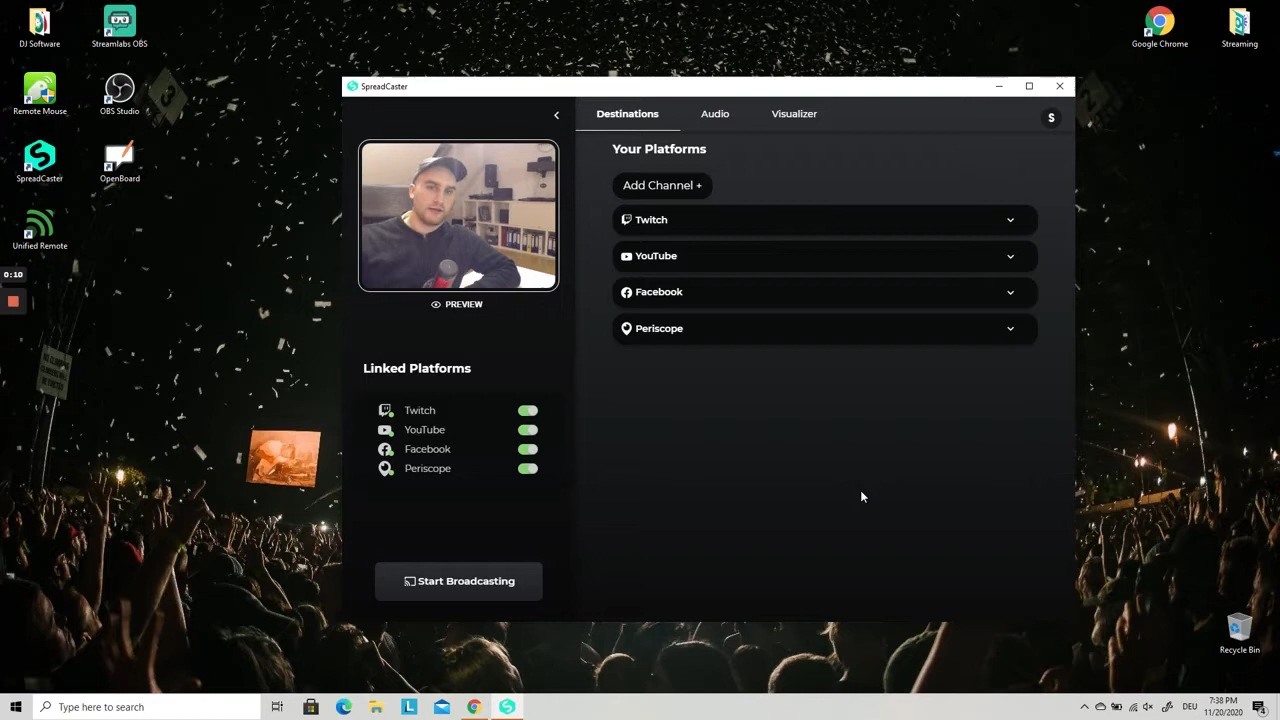 DJ Software
Streamlabs OBS
Remote Mouse
OBS Studio
SpreadCaster
OpenBoard
Unified Remote
0:10
Google Chrome
Streaming
SpreadCaster
Destinations
Audio
Visualizer
S
Your Platforms
Add Channel +
Twitch
YouTube
Facebook
Periscope
PREVIEW
Linked Platforms
Twitch
YouTube
Facebook
Periscope
Start Broadcasting
Recycle Bin
Type here to search
L
DEU
7:38 PM
11/20/2020
4